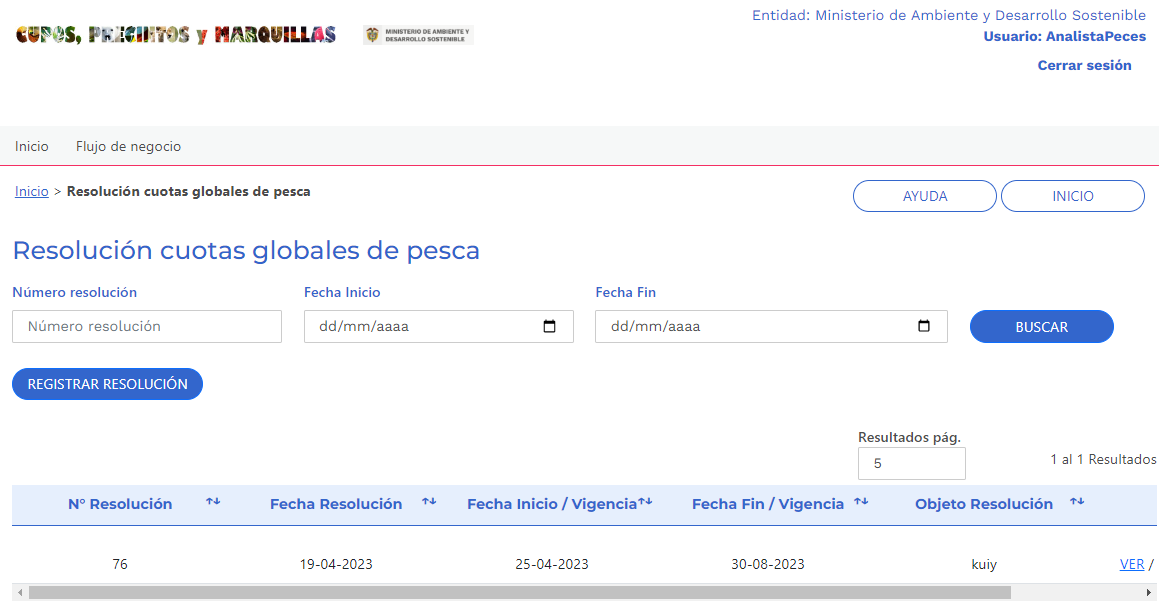 CUPOS, PRECINTOS y MARQUILLAS
MINISTERIO DE AMBIENTE Y
DESARROLLO SOSTENIBLE
Entidad: Ministerio de Ambiente y Desarrollo Sostenible
Usuario: AnalistaPeces
Cerrar sesión
Inicio Flujo de negocio
Inicio > Resolución cuotas globales de pesca
AYUDA INICIO
Resolución cuotas globales de pesca
Número resolución Fecha Inicio Fecha Fin
Número resolución dd/mm/aaaa dd/mm/aaaa BUSCAR
REGISTRAR RESOLUCIÓN
Resultados pág.
5 1 al 1 Resultados
N° Resolución Fecha Resolución Fecha Inicio / Vigencia Fecha Fin / Vigencia Objeto Resolución
76 19-04-2023 25-04-2023 30-08-2023 kuiy VER /